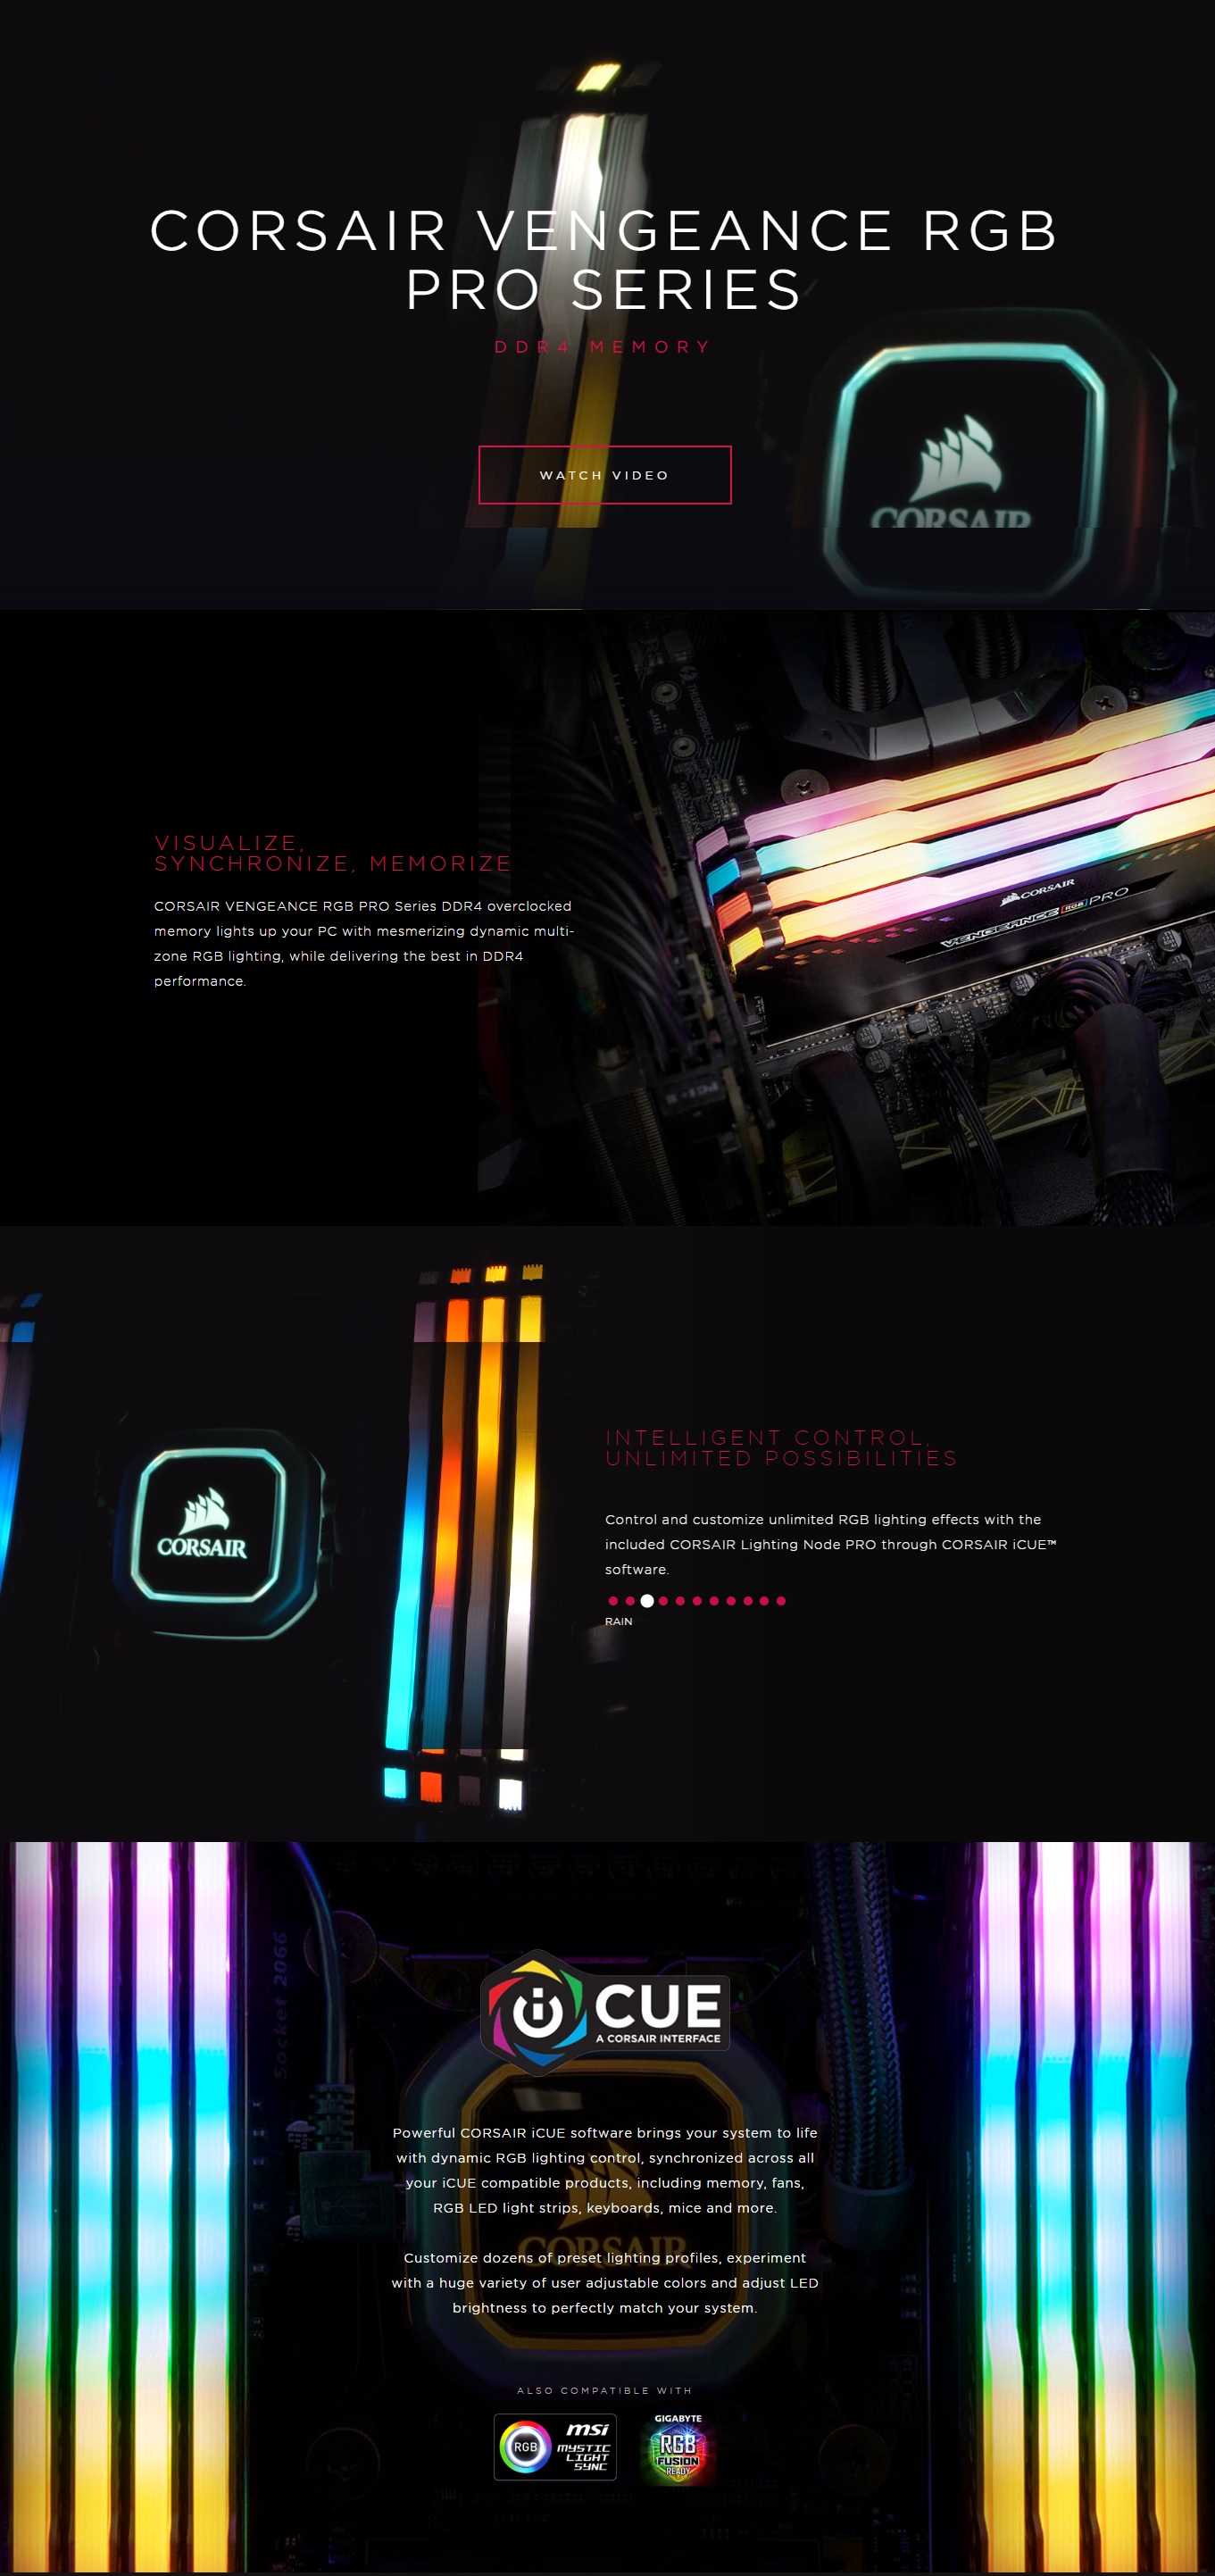 CORSAIR VENGEANCE RGB
PRO SERIES
DDR4 MEMORY
WATCH VIDEO
CORSAIR
THUNDERBOLT
CORSAIR
VENGEANCE RGB PRO
VISUALIZE,
SYNCHRONIZE, MEMORIZE
CORSAIR VENGEANCE RGB PRO Series DDR4 overclocked
memory lights up your PC with mesmerizing dynamic multi-
zone RGB lighting, while delivering the best in DDR4
performance.
CORSAIR
INTELLIGENT CONTROL,
UNLIMITED POSSIBILITIES
Control and customize unlimited RGB lighting effects with the
included CORSAIR Lighting Node PRO through CORSAIR iCUE™
software.
RAIN
Socket 2066
iCUE
A CORSAIR INTERFACE
Powerful CORSAIR iCUE software brings your system to life
with dynamic RGB lighting control, synchronized across all
your iCUE compatible products, including memory, fans,
RGB LED light strips, keyboards, mice and more.
CORSAIR
Customize dozens of preset lighting profiles, experiment
with a huge variety of user adjustable colors and adjust LED
brightness to perfectly match your system.
ALSO COMPATIBLE WITH
RGB
msi
MYSTIC
LIGHT
SYNC
GIGABYTE
RGB
FUSION
READY